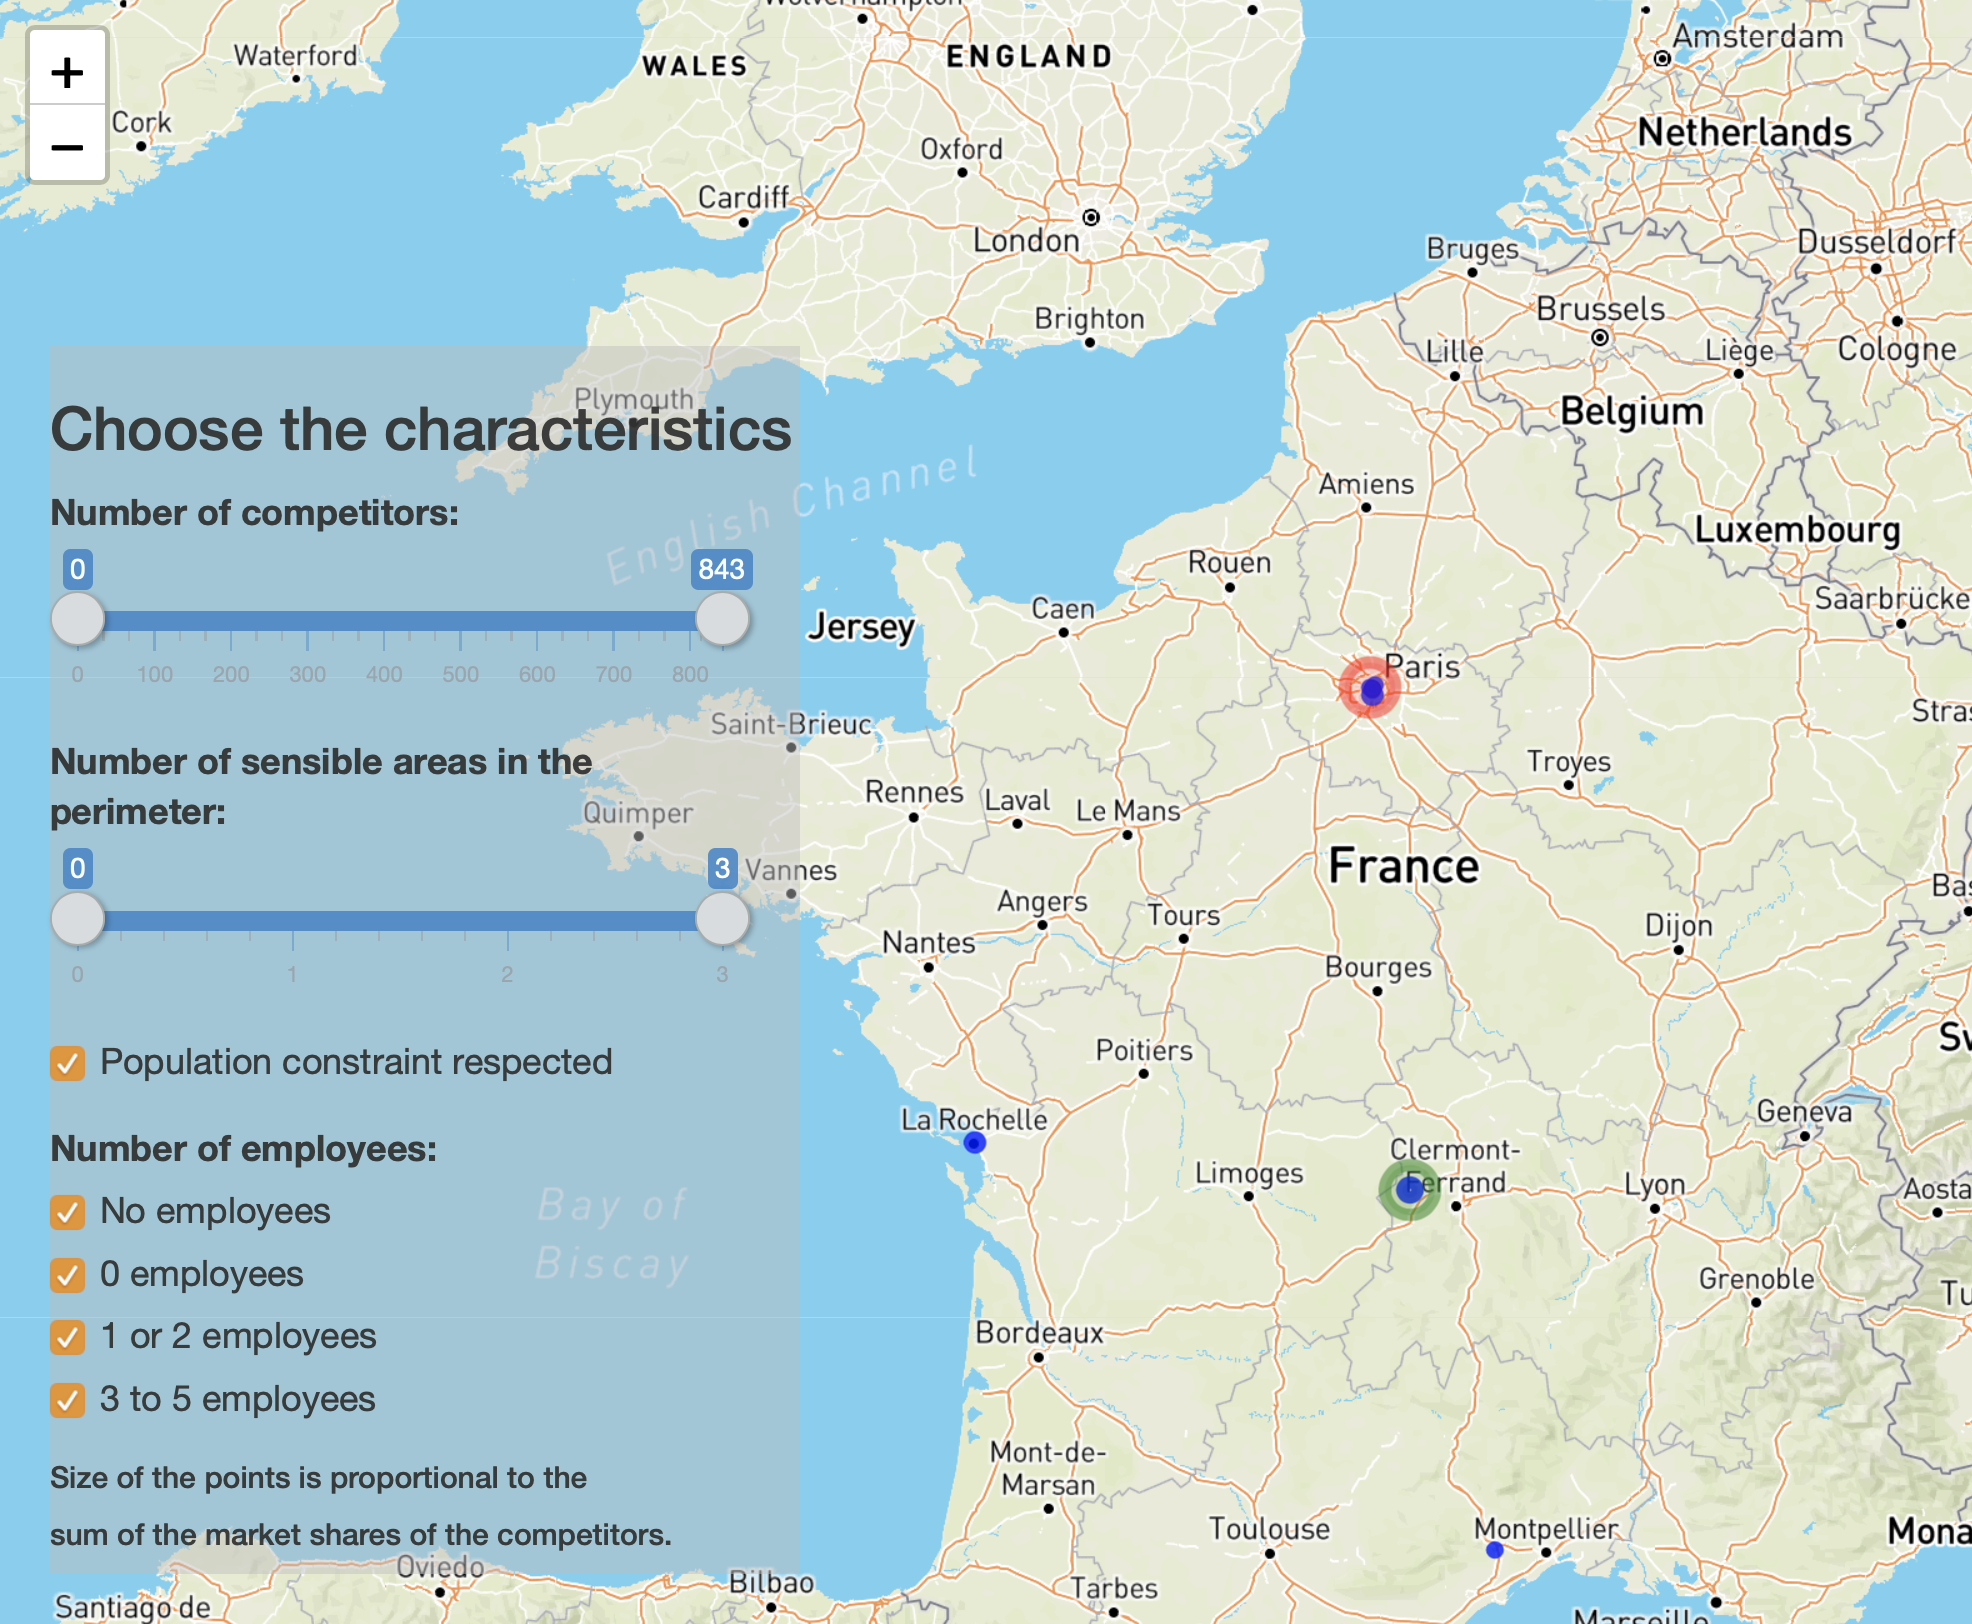 +
−
Wolverhampton
Waterford
WALES
ENGLAND
Amsterdam
Cork
Netherlands
Oxford
Cardiff
London
Bruges
Dusseldorf
Brighton
Brussels
Lille
Liège
Cologne
Plymouth
Belgium
Choose the characteristics
English Channel
Amiens
Number of competitors:
Luxembourg
0
843
Rouen
Caen
Jersey
0 100 200 300 400 500 600 700 800
Paris
Saint-Brieuc
Number of sensible areas in the
perimeter:
Troyes
Rennes
Laval
Le Mans
Quimper
France
0
3
Vannes
Angers
Tours
Dijon
Nantes
0 1 2 3
Bourges
Population constraint respected
Poitiers
La Rochelle
Geneva
Number of employees:
Clermont-
Ferrand
Limoges
Lyon
Aosta
No employees
Bay of
Biscay
0 employees
Grenoble
1 or 2 employees
Bordeaux
3 to 5 employees
Mont-de-
Marsan
Size of the points is proportional to the
sum of the market shares of the competitors.
Toulouse
Montpellier
Oviedo
Bilbao
Tarbes
Santiago de
Marseille